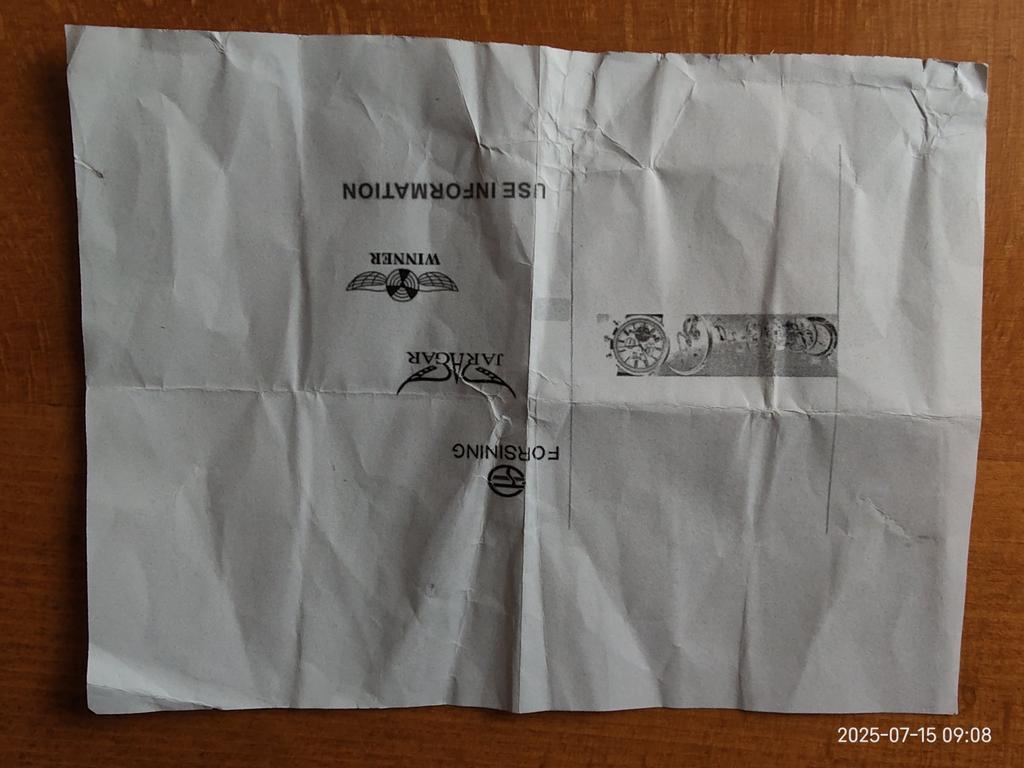 FORSINING
JARAGAR
WINNER
USE INFORMATION
2025-07-15 09:08